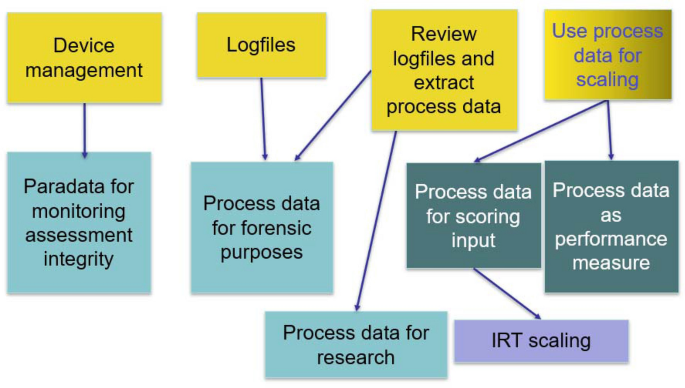 Device
management
Logfiles
Review
logfiles and
extract
process data
Use process
data for
scaling
Paradata for
monitoring
assessment
integrity
Process data
for forensic
purposes
Process data
for scoring
input
Process data
as
performance
measure
Process data for
research
IRT scaling